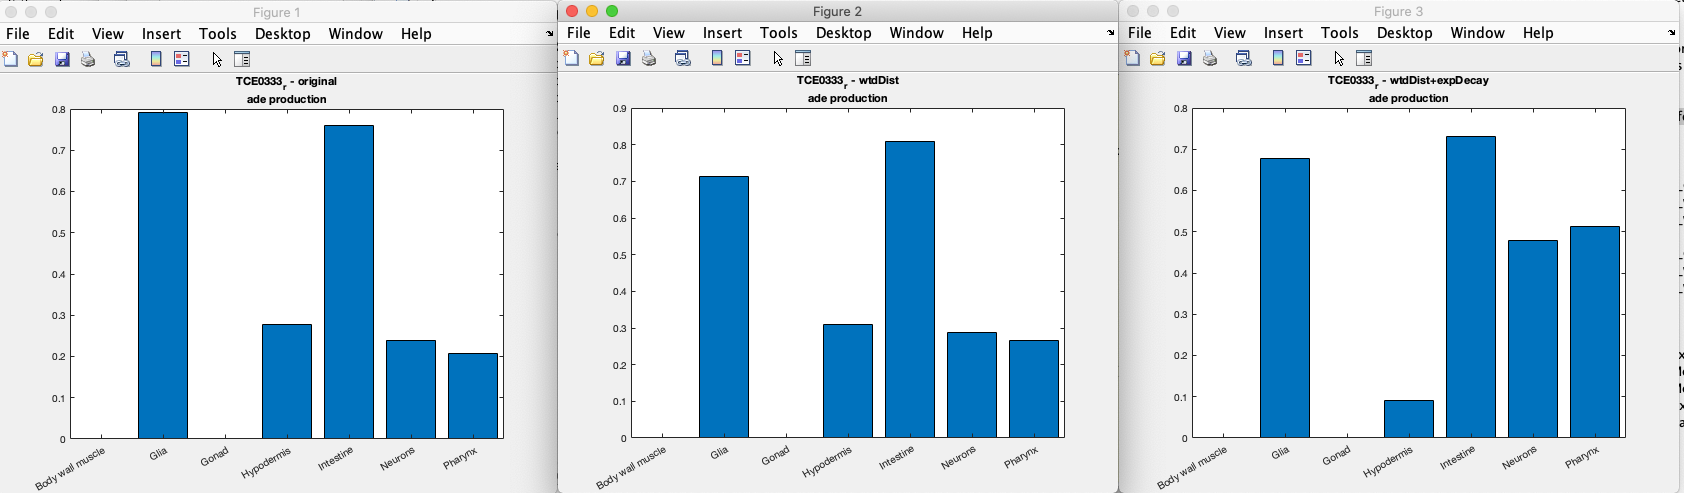 Figure 1
File Edit View Insert Tools Desktop Window Help
TCE0333r - original
ade production
0.8
0.7
0.6
0.5
0.4
0.3
0.2
0.1
0
Body wall muscle
Glia
Gonad
Hypodermis
Intestine
Neurons
Pharynx
Figure 2
File Edit View Insert Tools Desktop Window Help
TCE0333r - wtdDist
ade production
0.9
0.8
0.7
0.6
0.5
0.4
0.3
0.2
0.1
0
Body wall muscle
Glia
Gonad
Hypodermis
Intestine
Neurons
Pharynx
Figure 3
File Edit View Insert Tools Desktop Window Help
TCE0333r - wtdDist+expDecay
ade production
0.8
0.7
0.6
0.5
0.4
0.3
0.2
0.1
0
Body wall muscle
Glia
Gonad
Hypodermis
Intestine
Neurons
Pharynx